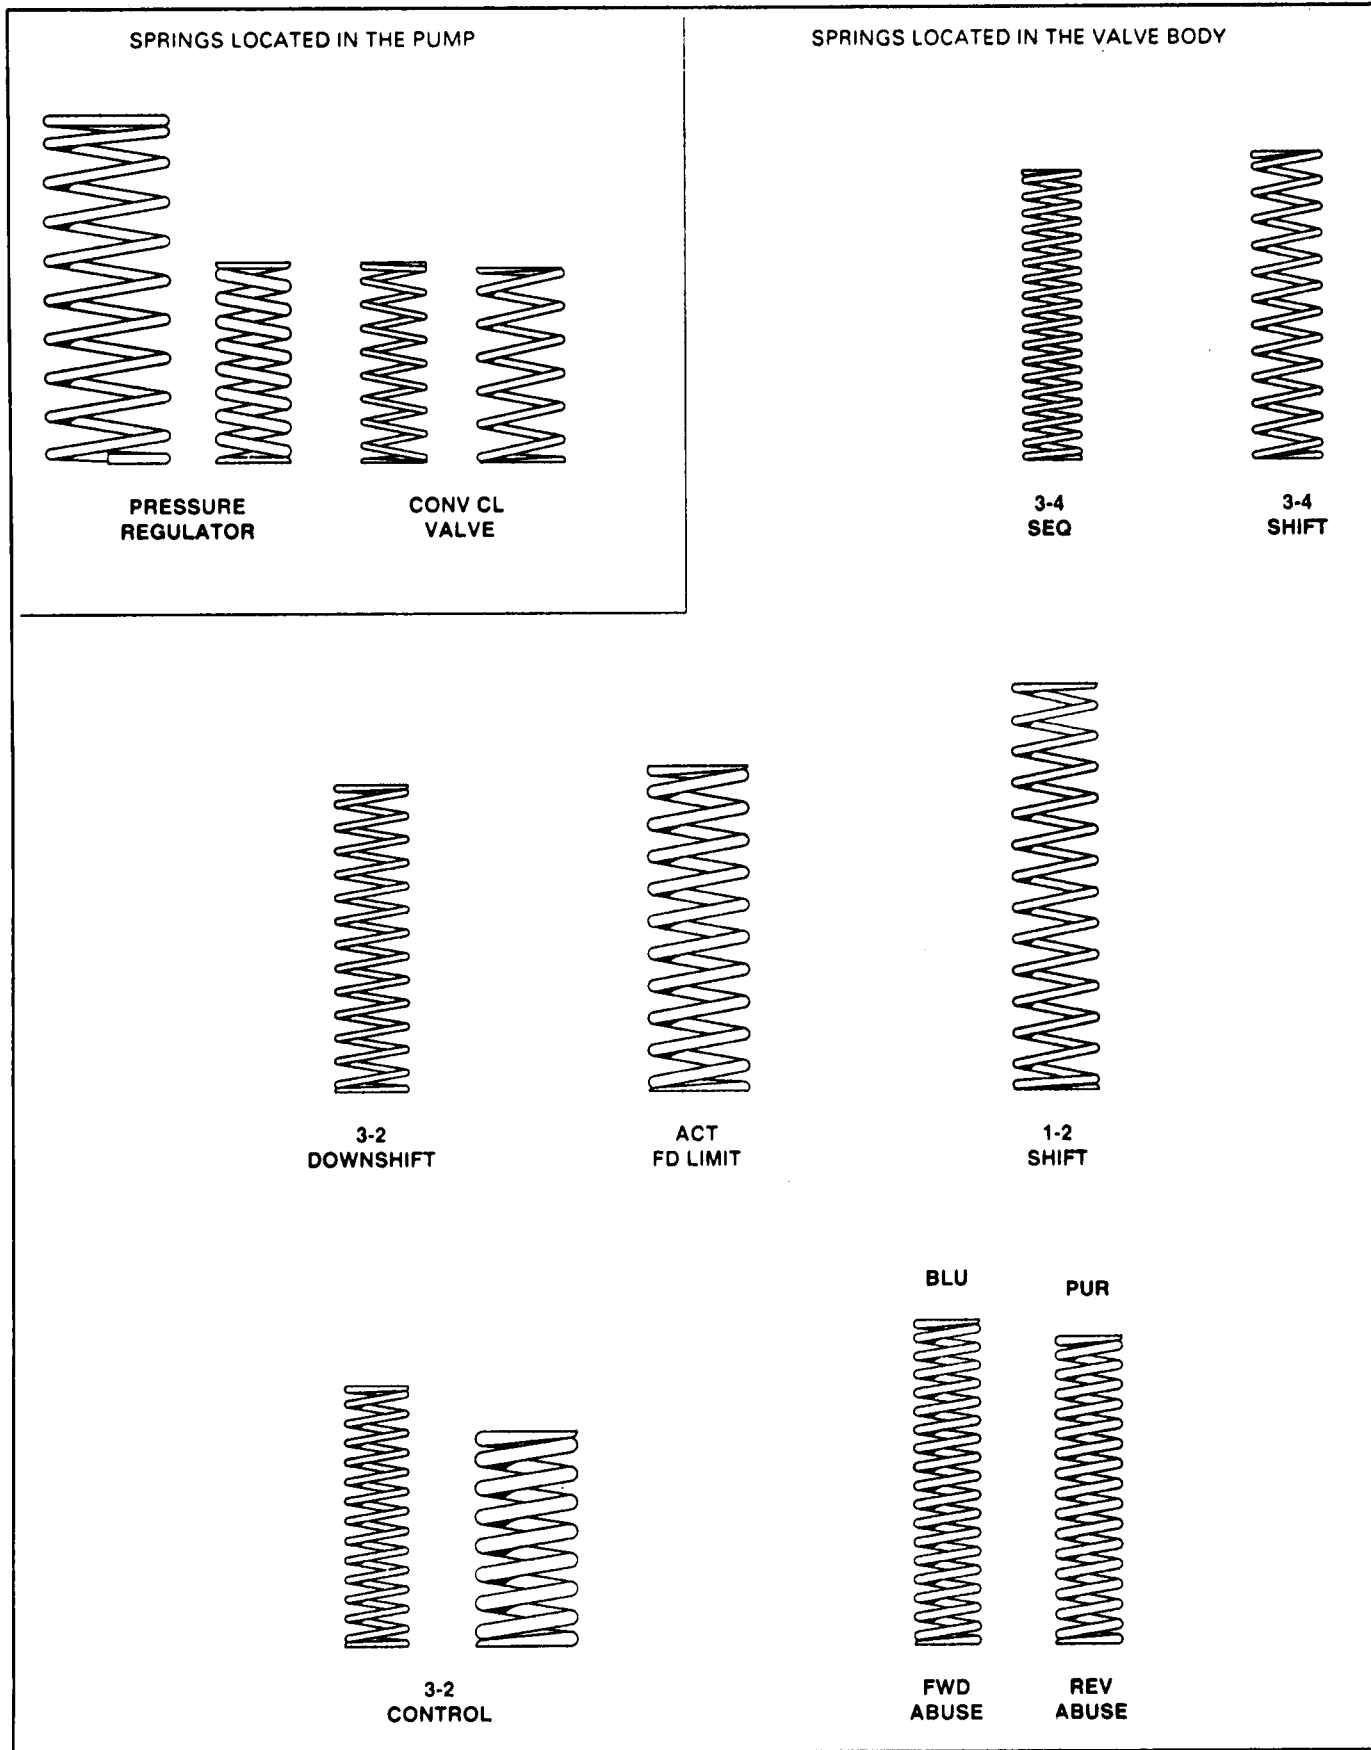 SPRINGS LOCATED IN THE PUMP
SPRINGS LOCATED IN THE VALVE BODY
PRESSURE
REGULATOR
CONV CL
VALVE
3-4
SEQ
3-4
SHIFT
3-2
DOWNSHIFT
ACT
FD LIMIT
1-2
SHIFT
BLU
PUR
3-2
CONTROL
FWD
ABUSE
REV
ABUSE